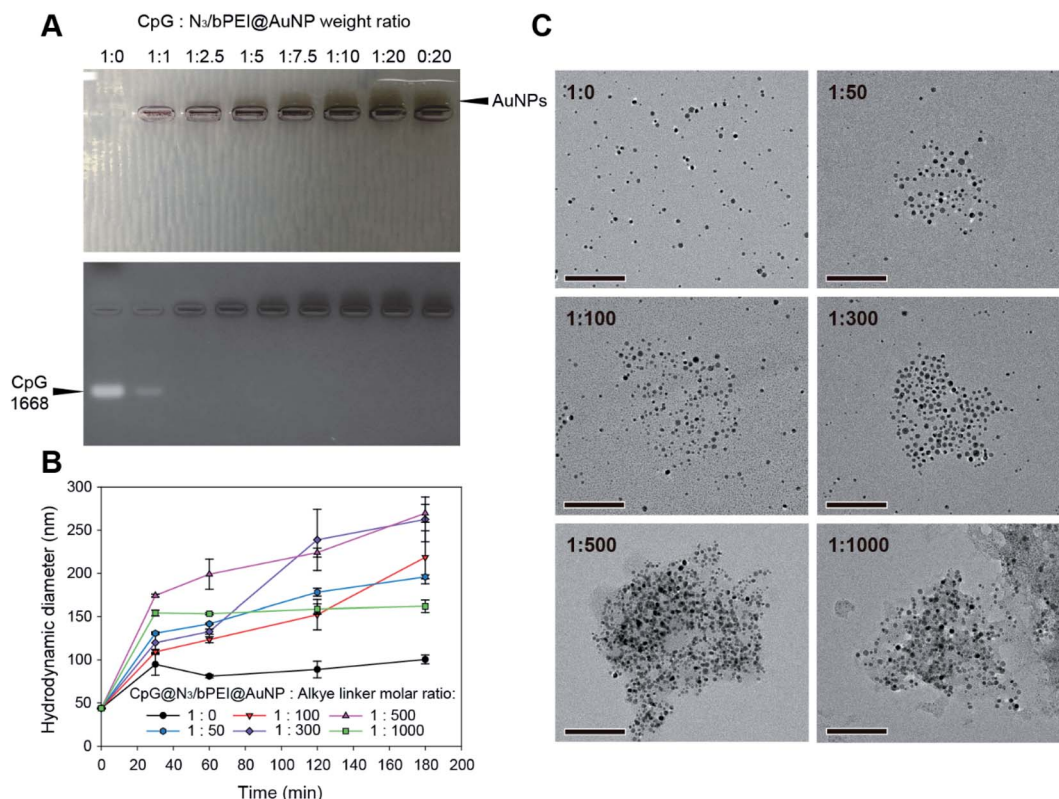 A
CpG : N₃/bPEI@AuNP weight ratio
1:0 1:1 1:2.5 1:5 1:7.5 1:10 1:20 0:20
AuNPs
CpG
1668
B
Hydrodynamic diameter (nm)
300
250
200
150
100
50
0
CpG@N₃/bPEI@AuNP : Alkye linker molar ratio:
1 : 0 1 : 100 1 : 500
1 : 50 1 : 300 1 : 1000
0 20 40 60 80 100 120 140 160 180 200
Time (min)
C
1:0
1:50
1:100
1:300
1:500
1:1000